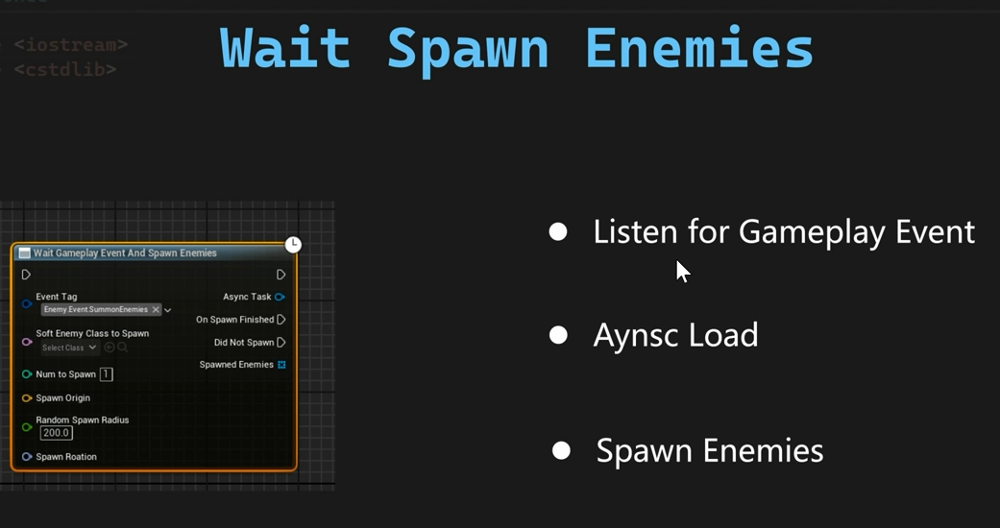 <iostream>
<cstdlib>
Wait Spawn Enemies
Wait Gameplay Event And Spawn Enemies
Event Tag
Enemy.Event.SummonEnemies
Soft Enemy Class to Spawn
Select Class
Num to Spawn 1
Spawn Origin
Random Spawn Radius
200.0
Spawn Roation
Async Task
On Spawn Finished
Did Not Spawn
Spawned Enemies
Listen for Gameplay Event
Aynsc Load
Spawn Enemies